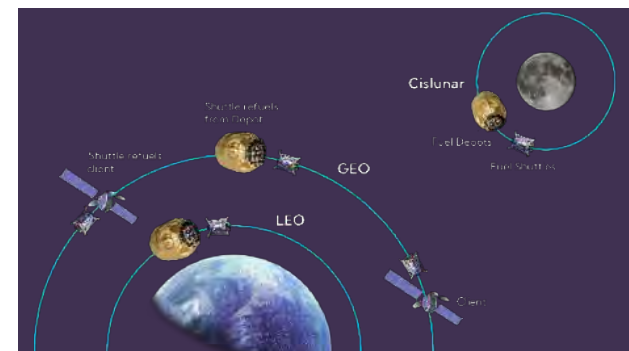 Cislunar
Shuttle refuels
from Depot
Fuel Depots
Fuel Shuttles
Shuttle refuels
client
GEO
LEO
Client